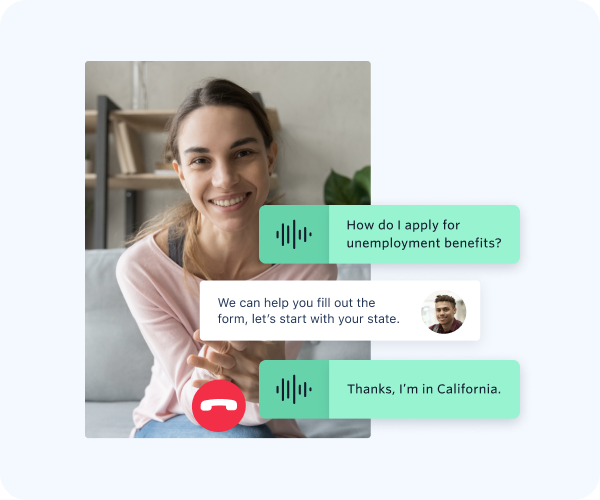 How do I apply for
unemployment benefits?
We can help you fill out the
form, let's start with your state.
Thanks, I'm in California.